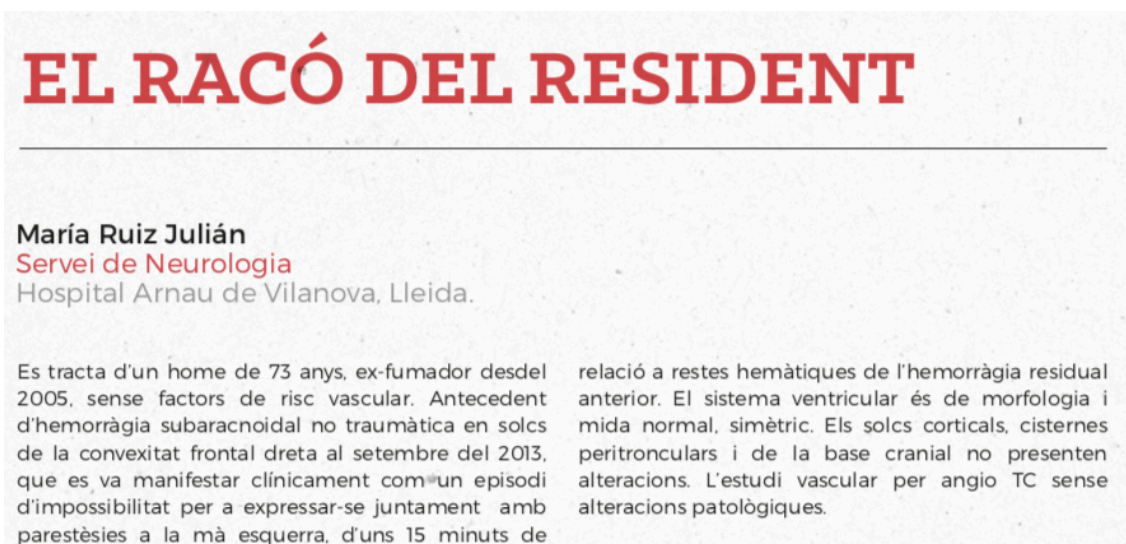 EL RACÓ DEL RESIDENT
María Ruiz Julián
Servei de Neurologia
Hospital Arnau de Vilanova, Lleida.
Es tracta d'un home de 73 anys, ex-fumador desdel
2005, sense factors de risc vascular. Antecedent
d'hemorràgia subaracnoidal no traumàtica en solcs
de la convexitat frontal dreta al setembre del 2013,
que es va manifestar clínicament com un episodi
d'impossibilitat per a expressar-se juntament amb
parestèsies a la mà esquerra, d'uns 15 minuts de
relació a restes hemàtiques de l'hemorràgia residual
anterior. El sistema ventricular és de morfologia i
mida normal, simètric. Els solcs corticals, cisternes
peritronculars i de la base cranial no presenten
alteracions. L'estudi vascular per angio TC sense
alteracions patològiques.